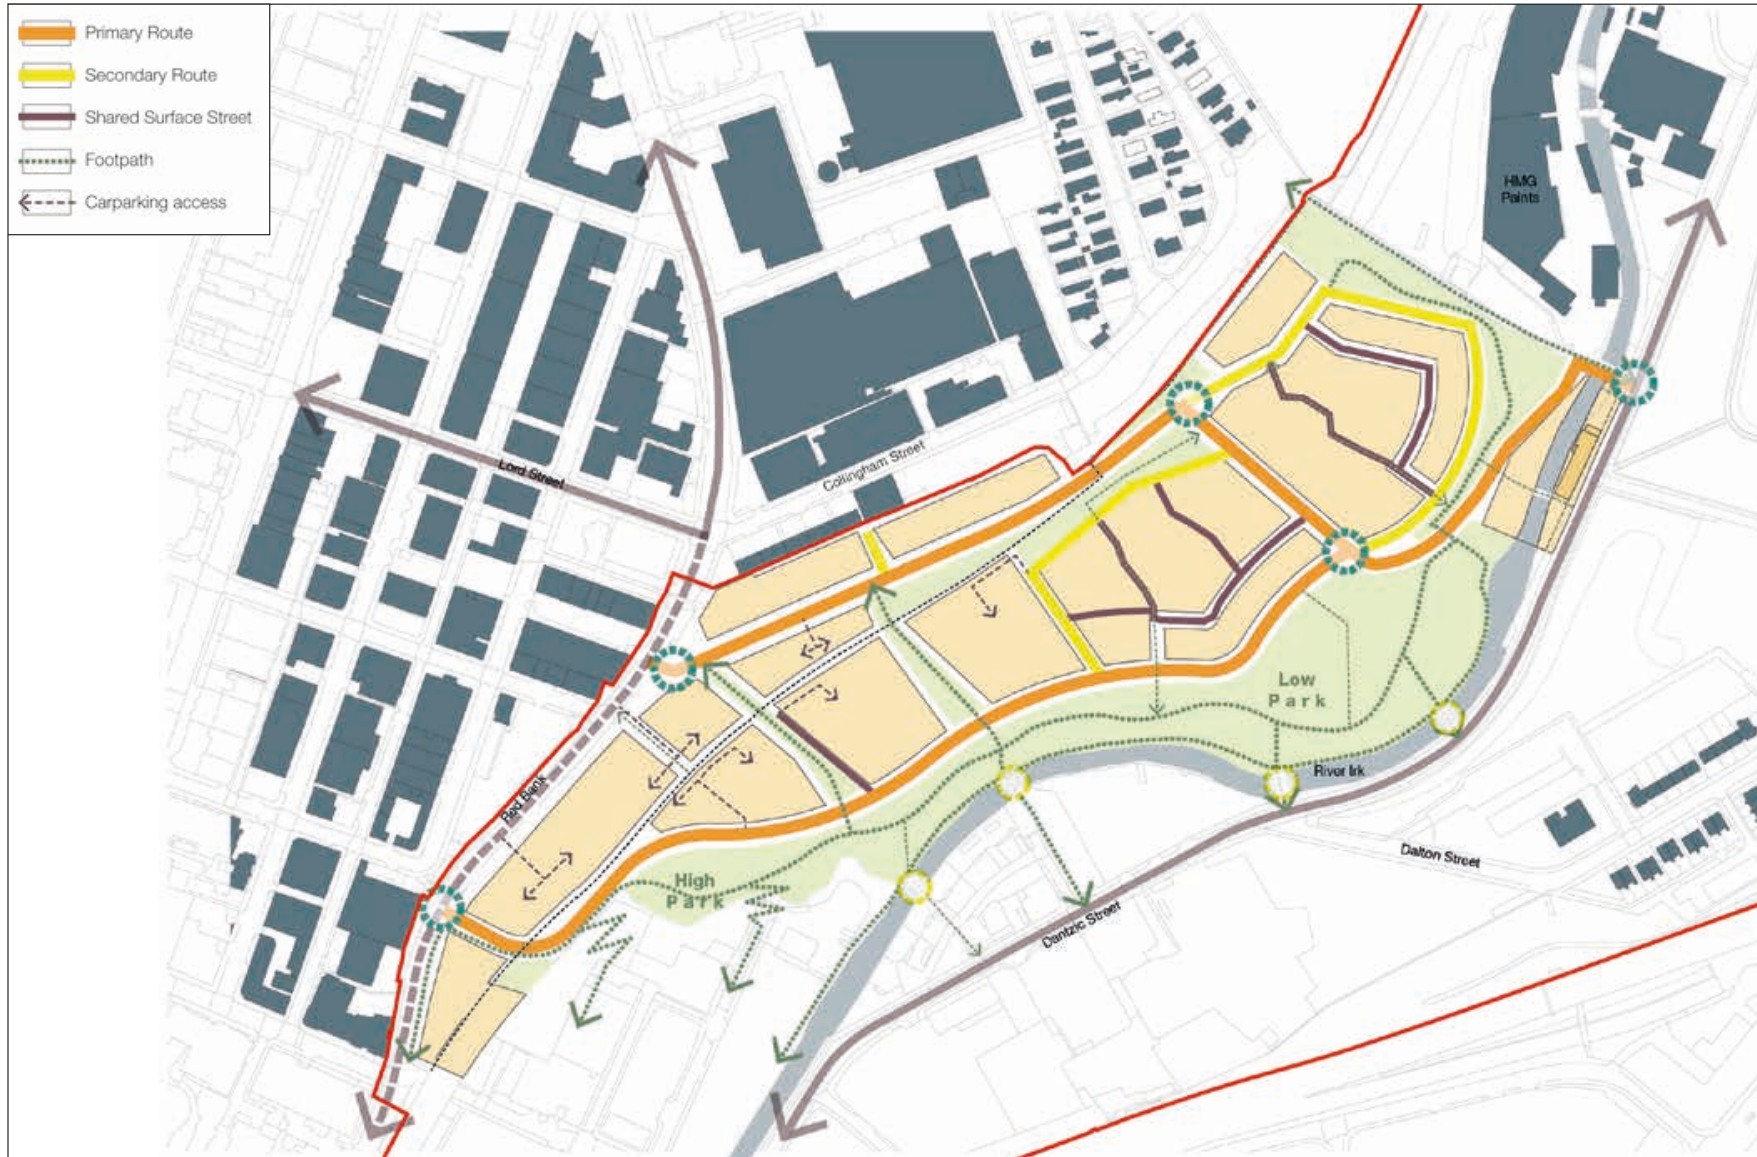 Primary Route
Secondary Route
Shared Surface Street
Footpath
Carparking access
HMG
Paints
Lord Street
Collingham Street
Red Bank
Low
Park
River Irk
High
Park
Dalton Street
Dantzic Street